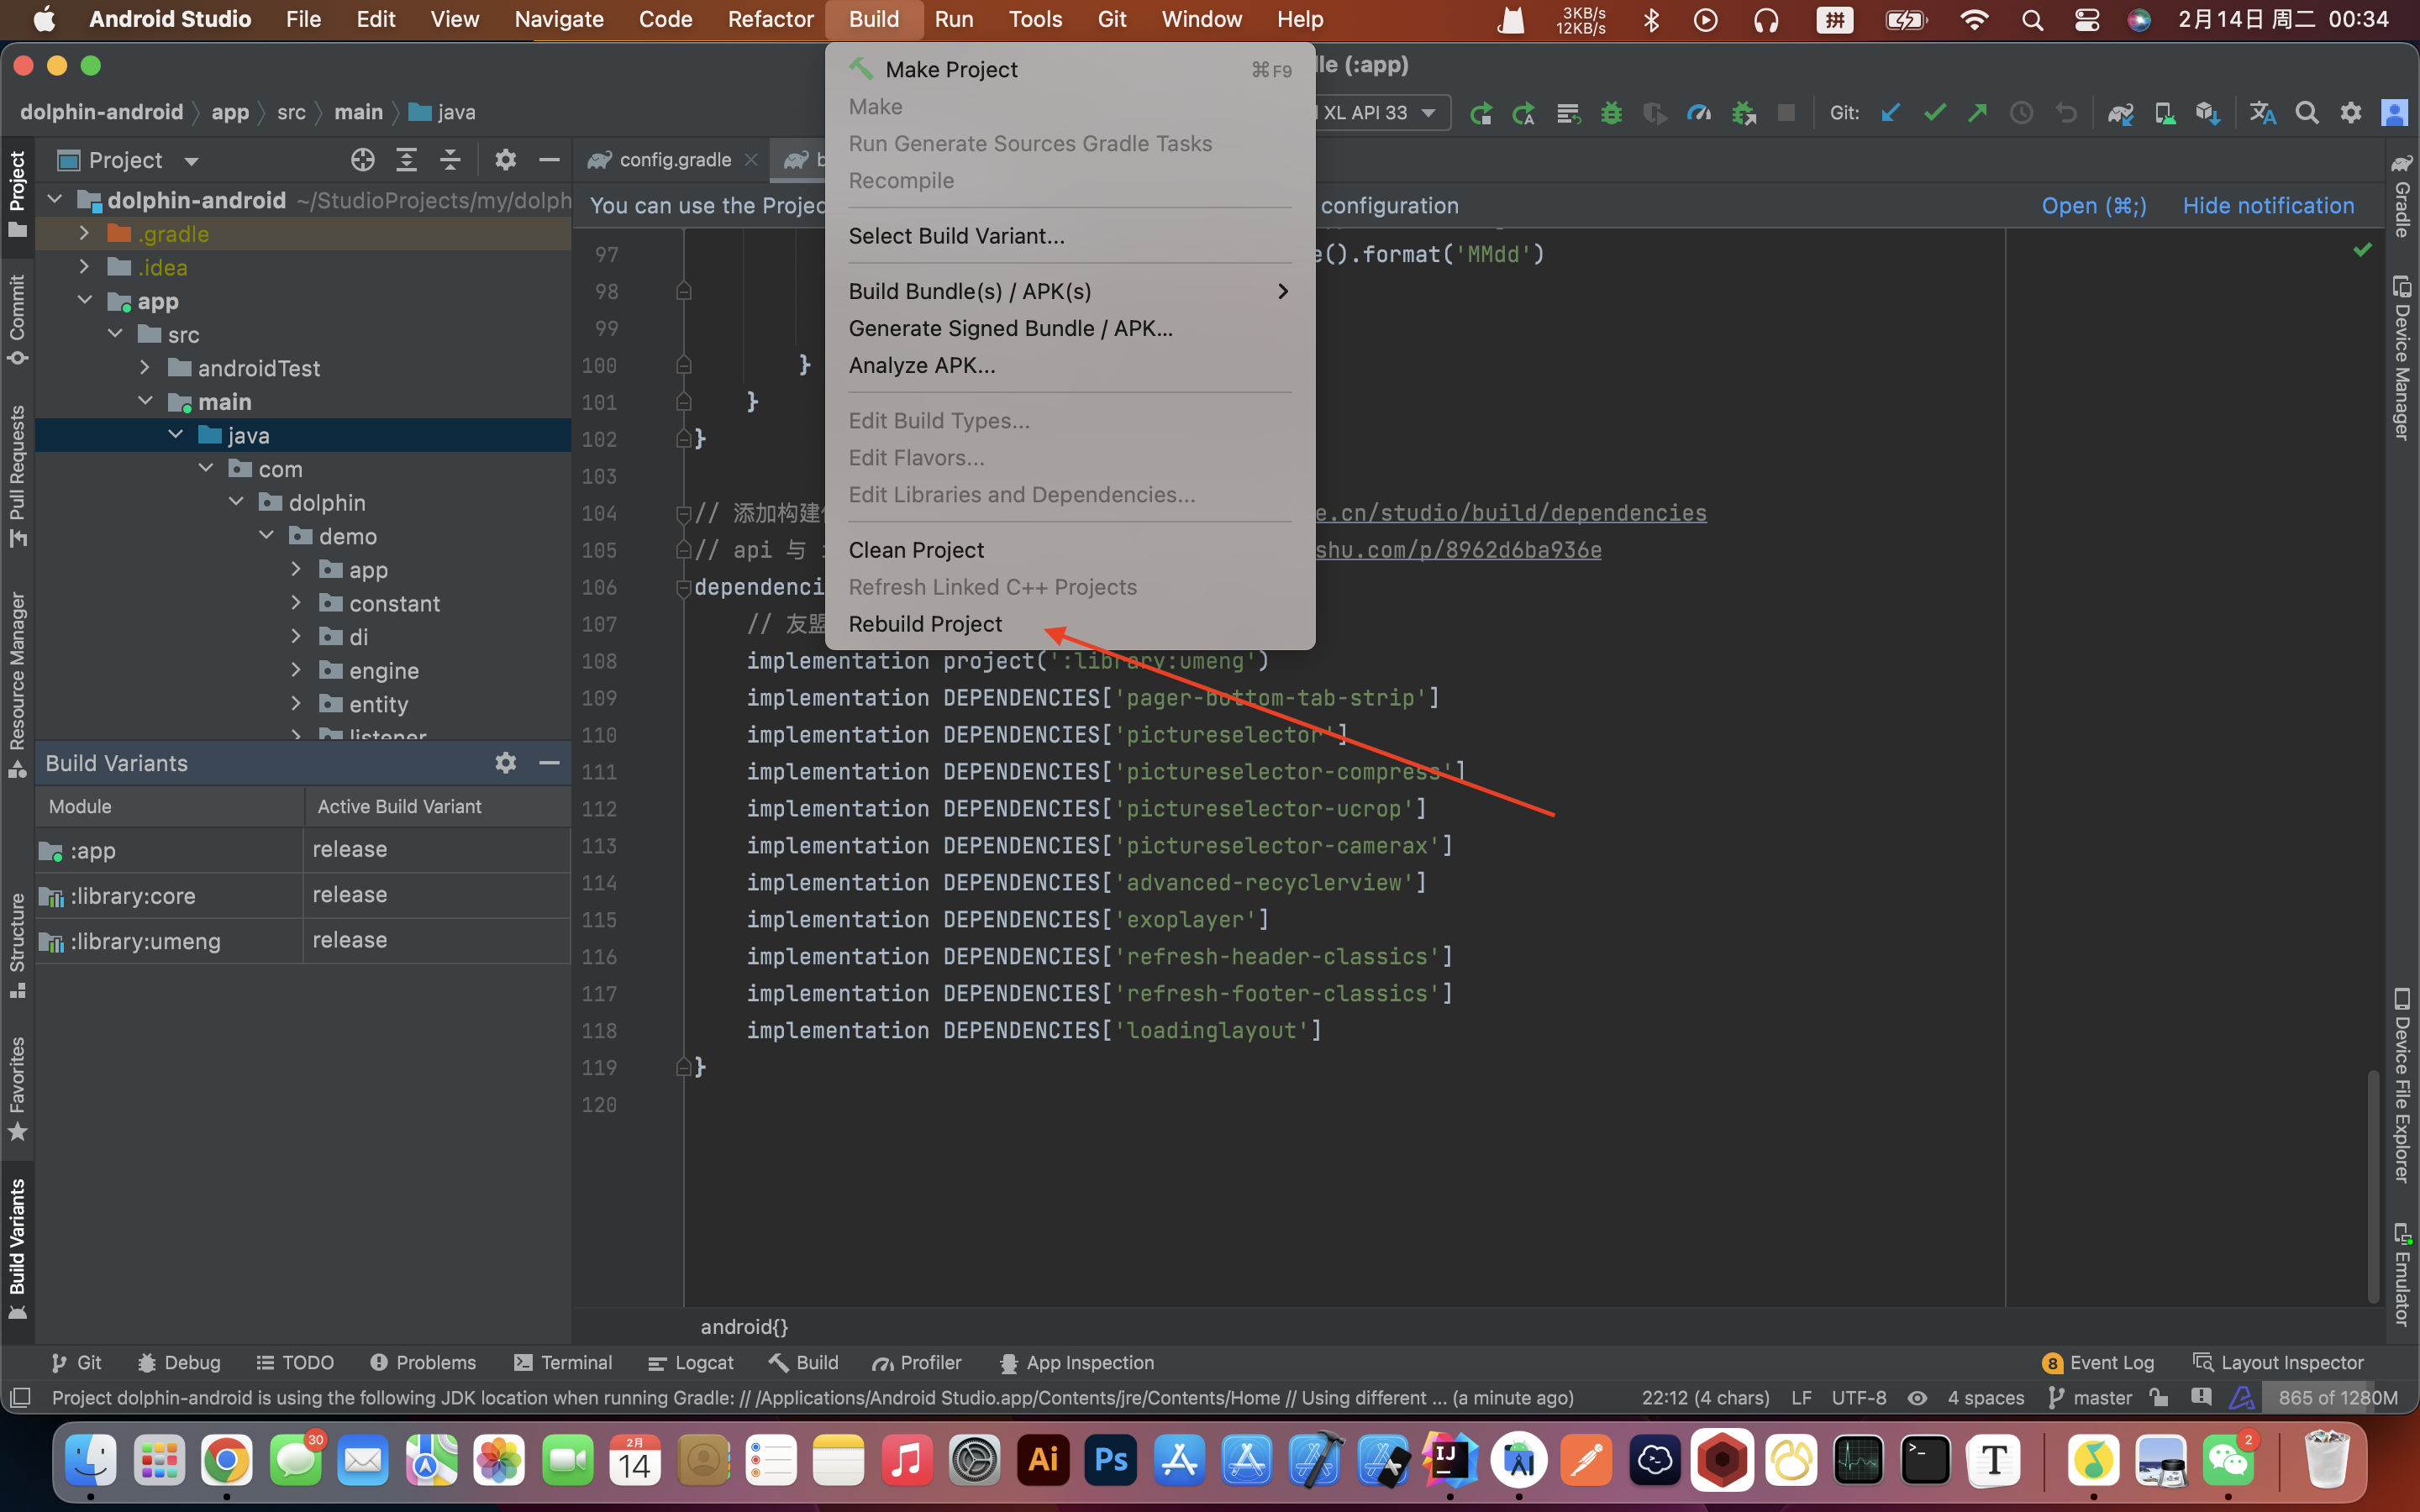 Android Studio File Edit View Navigate Code Refactor Build Run Tools Git Window Help 3KB/s 12KB/s 拼 2月14日 周二 00:34
le (:app)
dolphin-android app src main java XL API 33 Git:
Project config.gradle b
You can use the Projec configuration Open (⌘;) Hide notification
Make Project ⌘F9
Make
Run Generate Sources Gradle Tasks
Recompile
Select Build Variant...
Build Bundle(s) / APK(s)
Generate Signed Bundle / APK...
Analyze APK...
Edit Build Types...
Edit Flavors...
Edit Libraries and Dependencies...
Clean Project
Refresh Linked C++ Projects
Rebuild Project
Project
Commit
Pull Requests
Resource Manager
Structure
Favorites
Build Variants
dolphin-android ~/StudioProjects/my/dolph
.gradle
.idea
app
src
androidTest
main
java
com
dolphin
demo
app
constant
di
engine
entity
listener
Build Variants
Module Active Build Variant
:app release
:library:core release
:library:umeng release
97 e().format('MMdd')
98
99
100 }
101 }
102 }
103
104 // 添加构建 e.cn/studio/build/dependencies
105 // api 与 shu.com/p/8962d6ba936e
106 dependenci
107 // 友盟
108 implementation project(':library:umeng')
109 implementation DEPENDENCIES['pager-bottom-tab-strip']
110 implementation DEPENDENCIES['pictureselector']
111 implementation DEPENDENCIES['pictureselector-compress']
112 implementation DEPENDENCIES['pictureselector-ucrop']
113 implementation DEPENDENCIES['pictureselector-camerax']
114 implementation DEPENDENCIES['advanced-recyclerview']
115 implementation DEPENDENCIES['exoplayer']
116 implementation DEPENDENCIES['refresh-header-classics']
117 implementation DEPENDENCIES['refresh-footer-classics']
118 implementation DEPENDENCIES['loadinglayout']
119 }
120
android{}
Gradle
Device Manager
Device File Explorer
Emulator
Git Debug TODO Problems Terminal Logcat Build Profiler App Inspection 8 Event Log Layout Inspector
Project dolphin-android is using the following JDK location when running Gradle: // /Applications/Android Studio.app/Contents/jre/Contents/Home // Using different ... (a minute ago) 22:12 (4 chars) LF UTF-8 4 spaces master 865 of 1280M
30 2月 14 Ai Ps IJ T 2